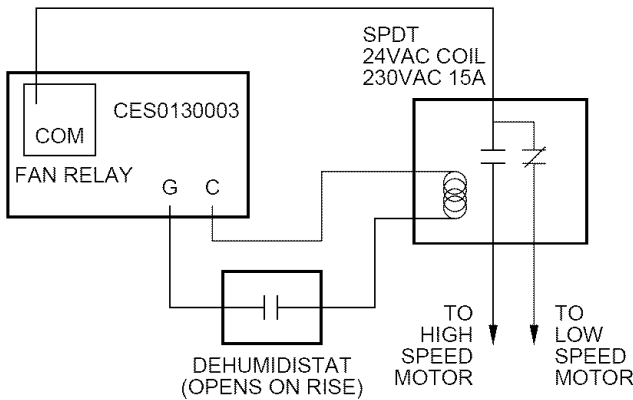 SPDT
24VAC COIL
230VAC 15A
CES0130003
COM
FAN RELAY
G C
TO
HIGH
SPEED
MOTOR
TO
LOW
SPEED
MOTOR
DEHUMIDISTAT
(OPENS ON RISE)